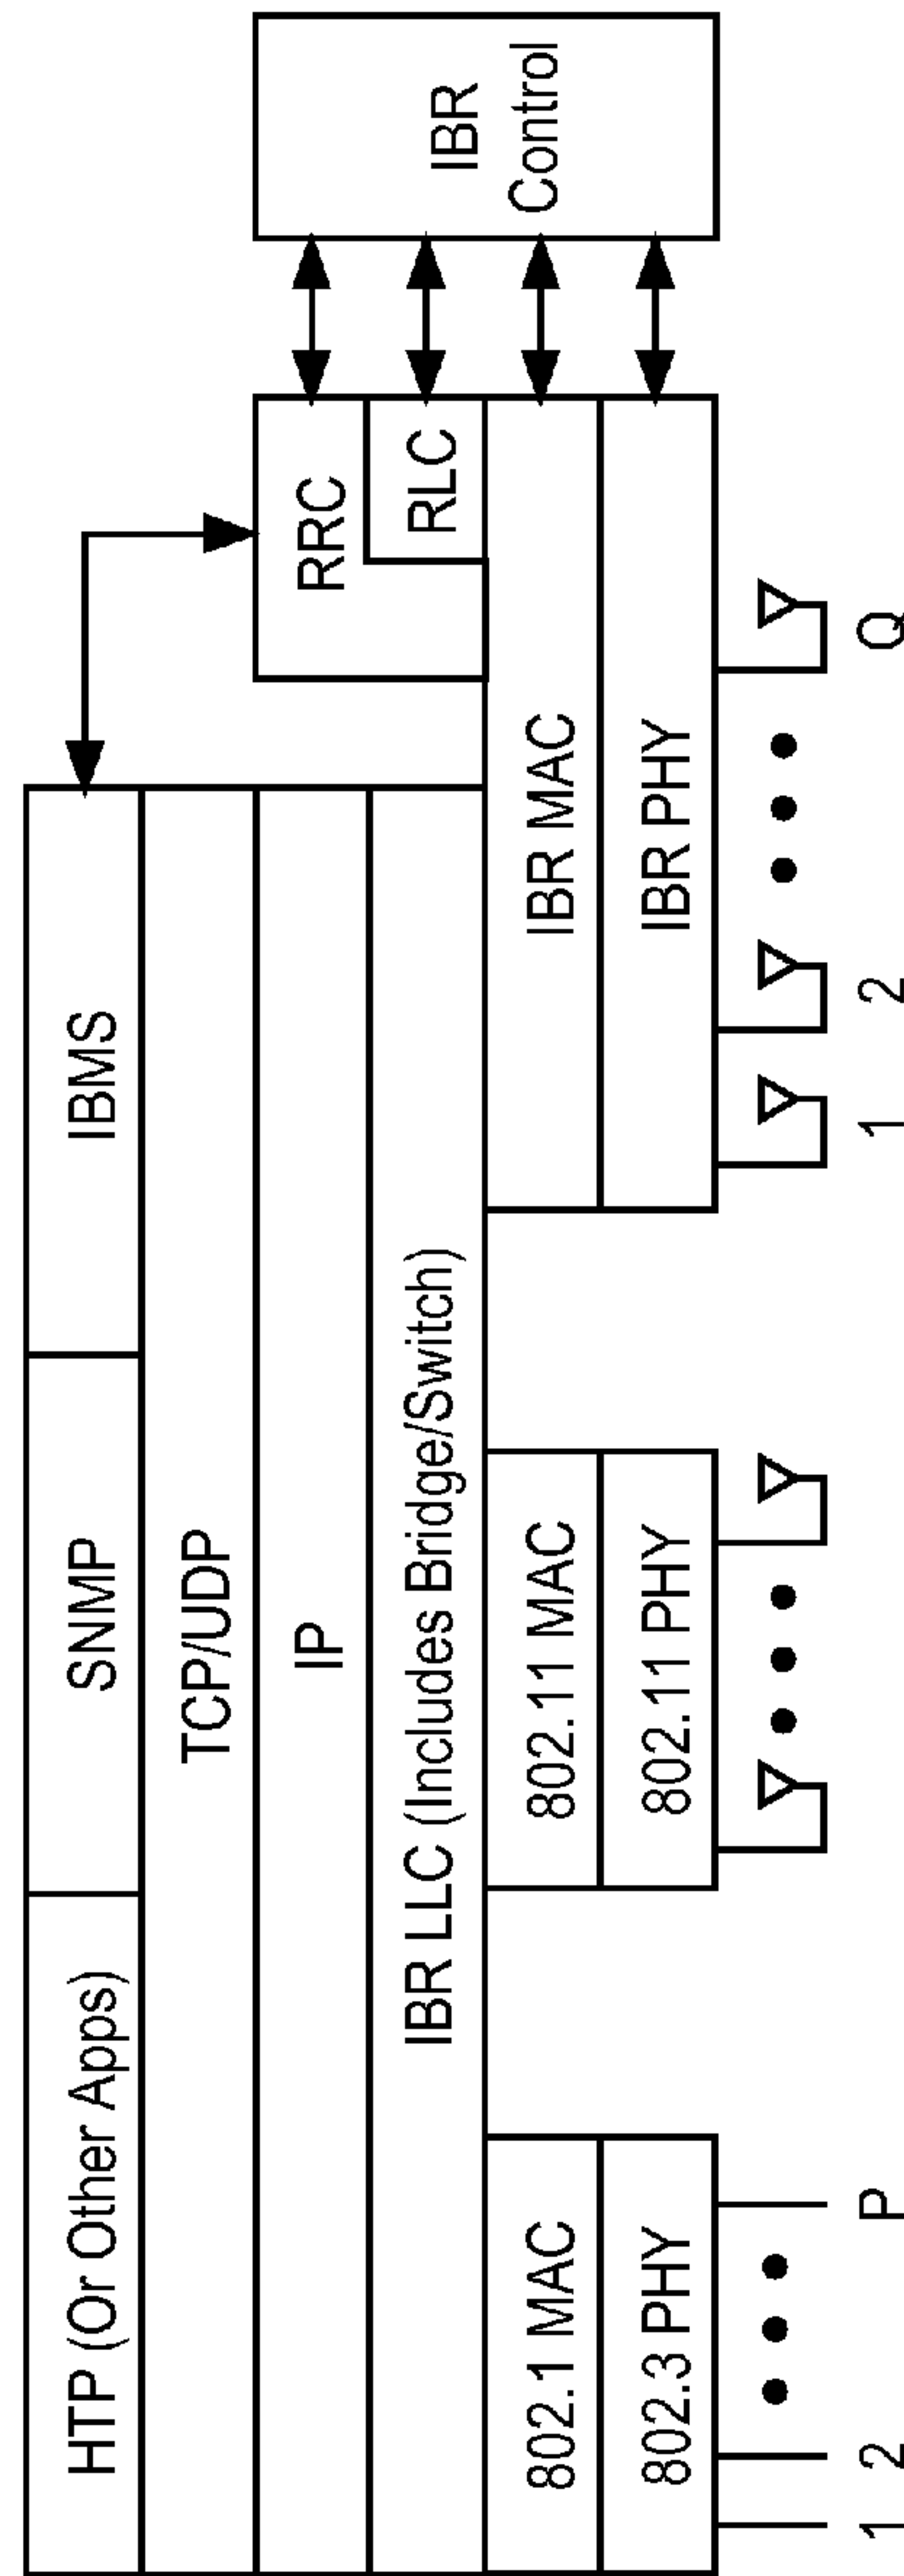 HTP (Or Other Apps)
SNMP
IBMS
TCP/UDP
IP
IBR LLC (Includes Bridge/Switch)
RRC
RLC
IBR
Control
802.1 MAC
802.11 MAC
IBR MAC
802.3 PHY
802.11 PHY
IBR PHY
1 2 P
1 2 Q